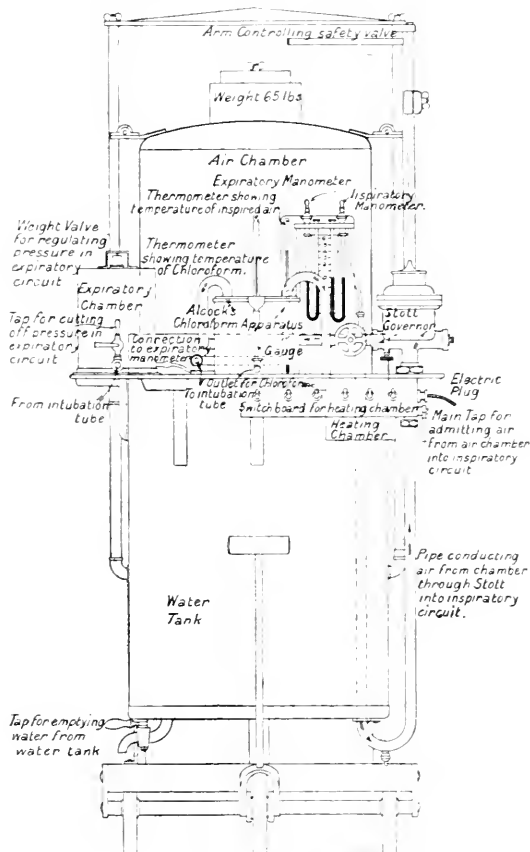 Arm Controlling safety valve
Weight 65 lbs
Air Chamber
Expiratory Manometer
Thermometer showing
temperature of inspired air
Inspiratory
Manometer.
Weight Valve
for regulating
pressure in
expiratory
circuit
Thermometer
showing temperature
of Chloroform.
Expiratory
Chamber
Alcock's
Chloroform Apparatus
Stott
Governor
Tap for cutting
off pressure in
expiratory
circuit
Connection
to expiratory
manometer
Gauge
Outlet for Chloroform
To intubation
tube
From intubation
tube
Switch board for heating chamber
Heating
Chamber
Electric
Plug
Main Tap for
admitting air
from air chamber
into inspiratory
circuit
Pipe conducting
air from chamber
through Stott
into inspiratory
circuit.
Water
Tank
Tap for emptying
water from
water tank